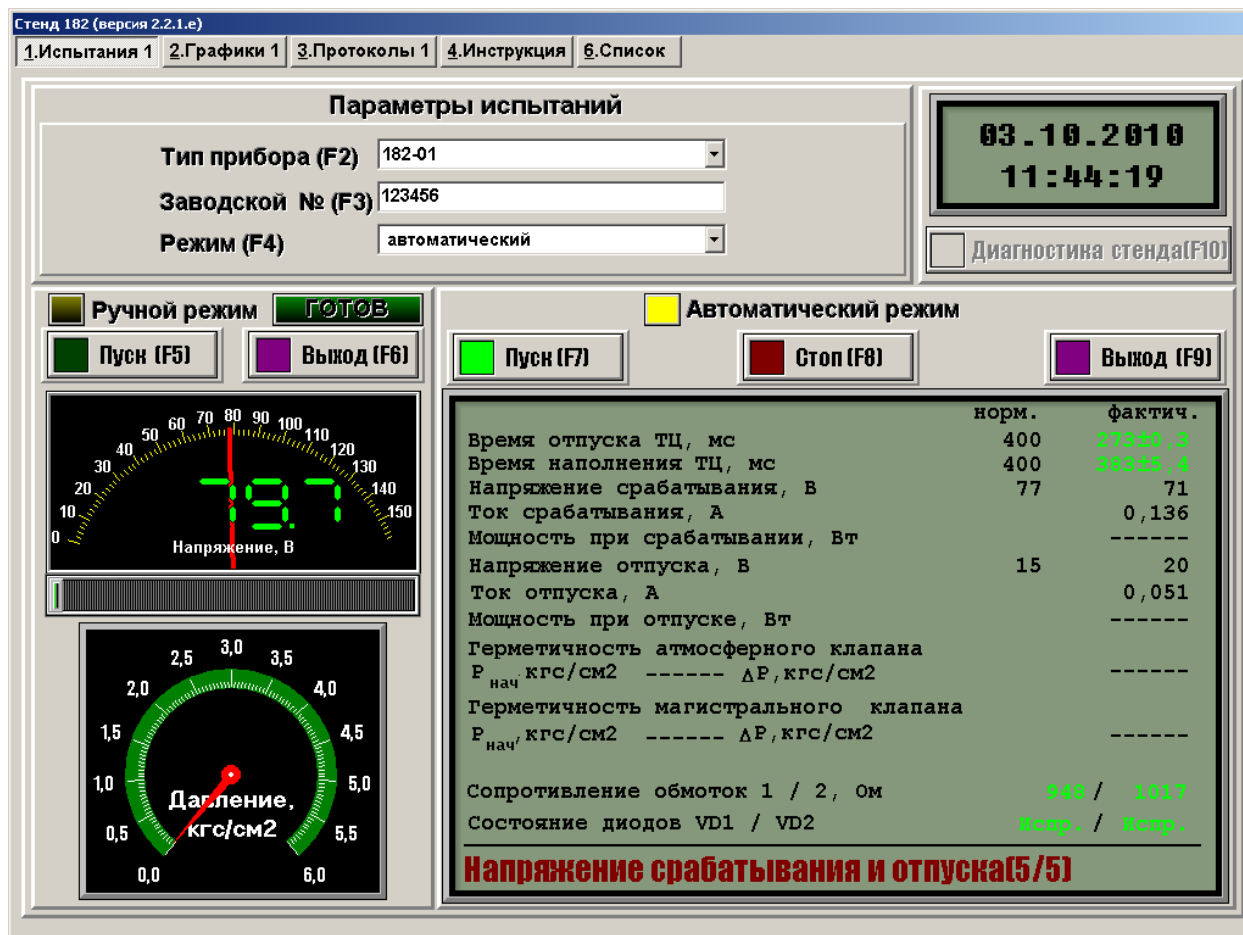 Стенд 182 (версия 2.2.1.e)
1.Испытания 1 2.Графики 1 3.Протоколы 1 4.Инструкция 6.Список
Параметры испытаний
Тип прибора (F2) 182-01
Заводской № (F3) 123456
Режим (F4) автоматический
03.10.2010
11:44:19
Диагностика стенда(F10)
Ручной режим ГОТОВ
Пуск (F5) Выход (F6)
0 10 20 30 40 50 60 70 80 90 100 110 120 130 140 150
79.7
Напряжение, В
0,0 0,5 1,0 1,5 2,0 2,5 3,0 3,5 4,0 4,5 5,0 5,5 6,0
Давление,
кгс/см2
Автоматический режим
Пуск (F7) Стоп (F8) Выход (F9)
норм. фактич.
Время отпуска ТЦ, мс 400 273±0,3
Время наполнения ТЦ, мс 400 383±5,4
Напряжение срабатывания, В 77 71
Ток срабатывания, А 0,136
Мощность при срабатывании, Вт ------
Напряжение отпуска, В 15 20
Ток отпуска, А 0,051
Мощность при отпуске, Вт ------
Герметичность атмосферного клапана
Рнач кгс/см2 ------ ΔР,кгс/см2 ------
Герметичность магистрального клапана
Рнач, кгс/см2 ------ ΔР,кгс/см2 ------
Сопротивление обмоток 1 / 2, Ом 948 / 1017
Состояние диодов VD1 / VD2 Испр. / Испр.
Напряжение срабатывания и отпуска(5/5)